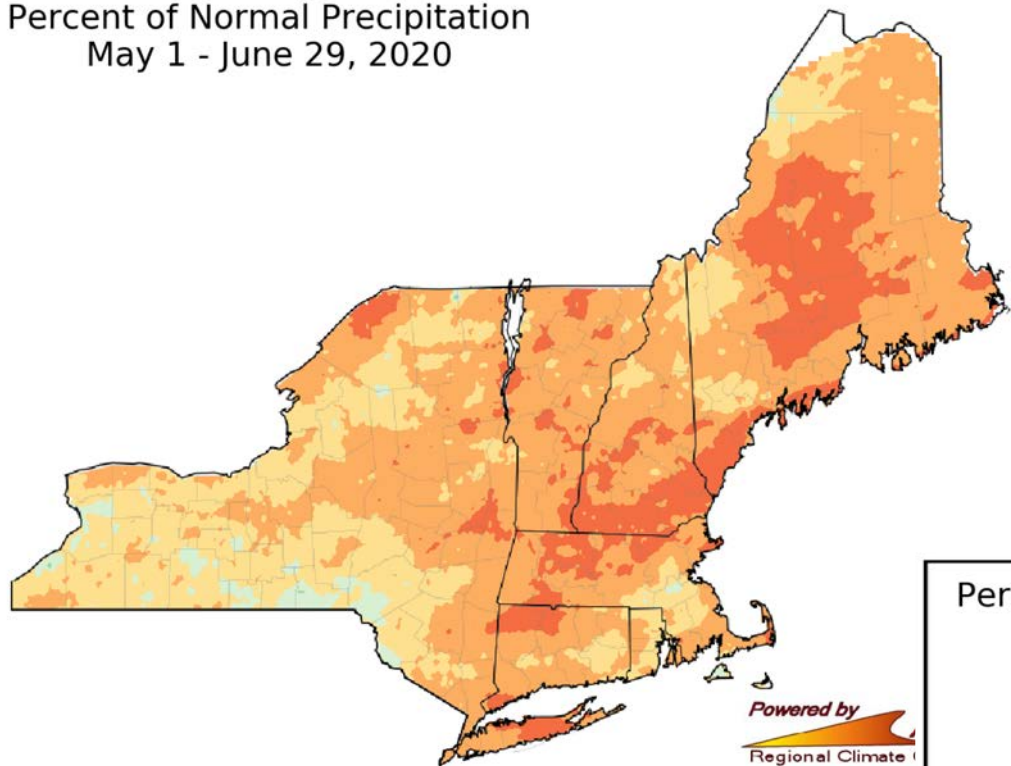 Percent of Normal Precipitation
May 1 - June 29, 2020
Per
Powered by
Regional Climate